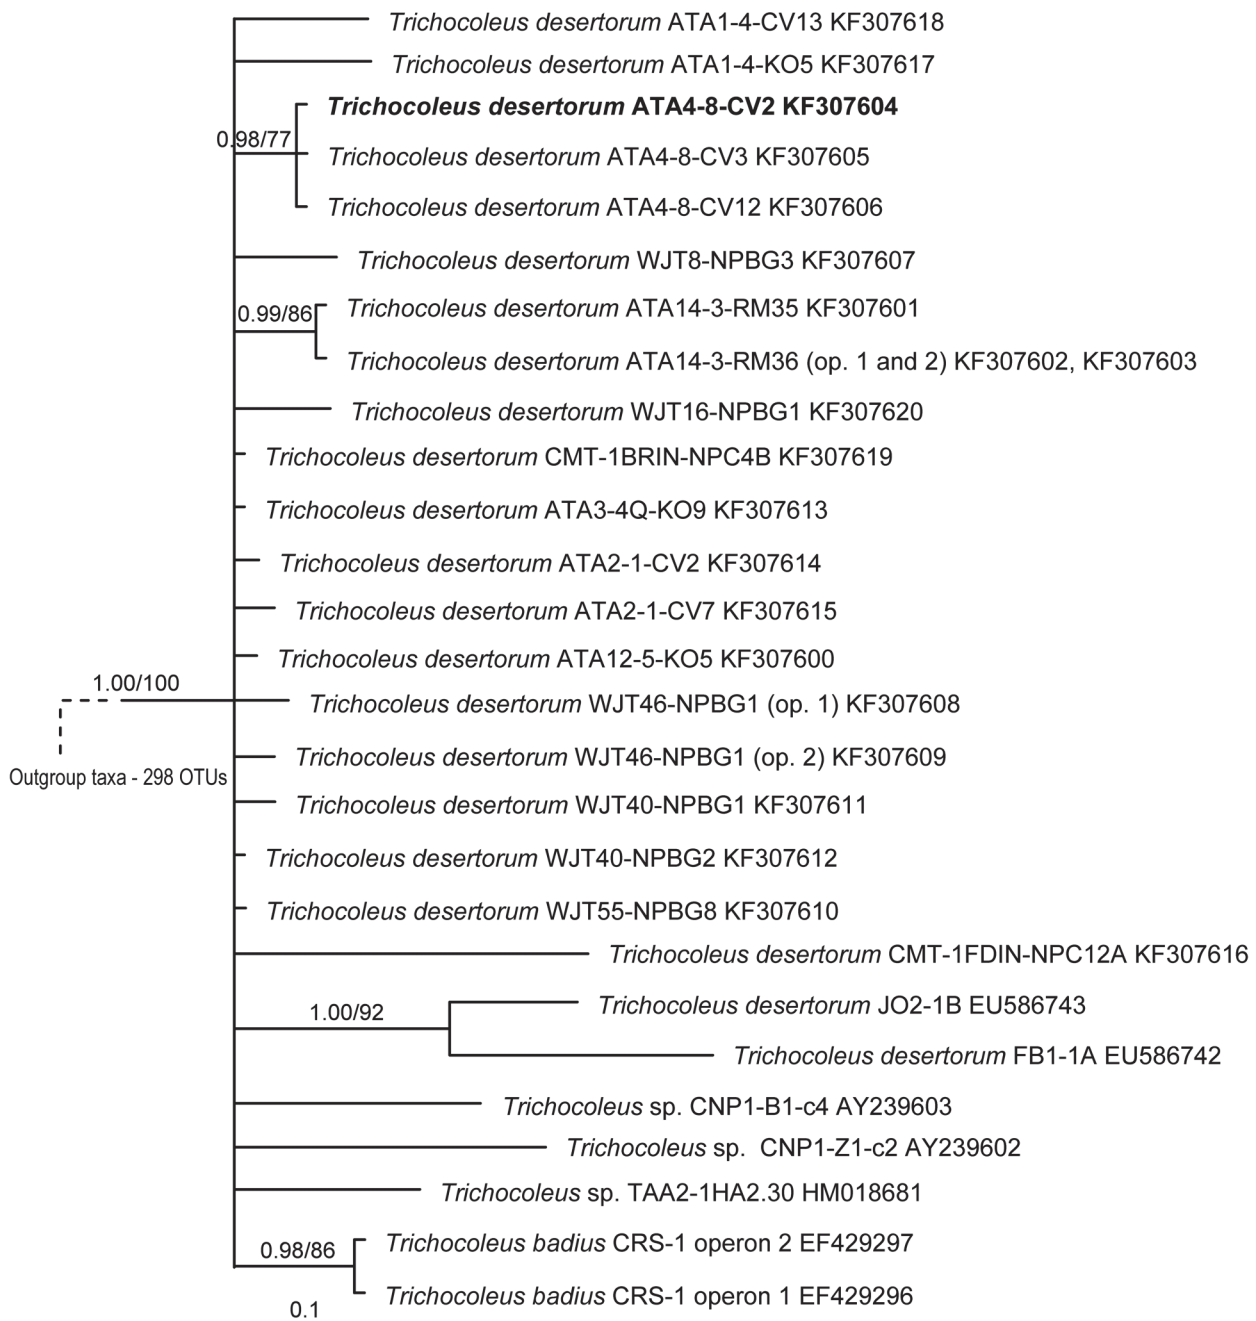 Trichocoleus desertorum ATA1-4-CV13 KF307618
Trichocoleus desertorum ATA1-4-KO5 KF307617
Trichocoleus desertorum ATA4-8-CV2 KF307604
0.98/77
Trichocoleus desertorum ATA4-8-CV3 KF307605
Trichocoleus desertorum ATA4-8-CV12 KF307606
Trichocoleus desertorum WJT8-NPBG3 KF307607
Trichocoleus desertorum ATA14-3-RM35 KF307601
0.99/86
Trichocoleus desertorum ATA14-3-RM36 (op. 1 and 2) KF307602, KF307603
Trichocoleus desertorum WJT16-NPBG1 KF307620
Trichocoleus desertorum CMT-1BRIN-NPC4B KF307619
Trichocoleus desertorum ATA3-4Q-KO9 KF307613
Trichocoleus desertorum ATA2-1-CV2 KF307614
Trichocoleus desertorum ATA2-1-CV7 KF307615
Trichocoleus desertorum ATA12-5-KO5 KF307600
1.00/100
Trichocoleus desertorum WJT46-NPBG1 (op. 1) KF307608
Trichocoleus desertorum WJT46-NPBG1 (op. 2) KF307609
Outgroup taxa - 298 OTUs
Trichocoleus desertorum WJT40-NPBG1 KF307611
Trichocoleus desertorum WJT40-NPBG2 KF307612
Trichocoleus desertorum WJT55-NPBG8 KF307610
Trichocoleus desertorum CMT-1FDIN-NPC12A KF307616
Trichocoleus desertorum JO2-1B EU586743
1.00/92
Trichocoleus desertorum FB1-1A EU586742
Trichocoleus sp. CNP1-B1-c4 AY239603
Trichocoleus sp. CNP1-Z1-c2 AY239602
Trichocoleus sp. TAA2-1HA2.30 HM018681
Trichocoleus badius CRS-1 operon 2 EF429297
0.98/86
Trichocoleus badius CRS-1 operon 1 EF429296
0.1